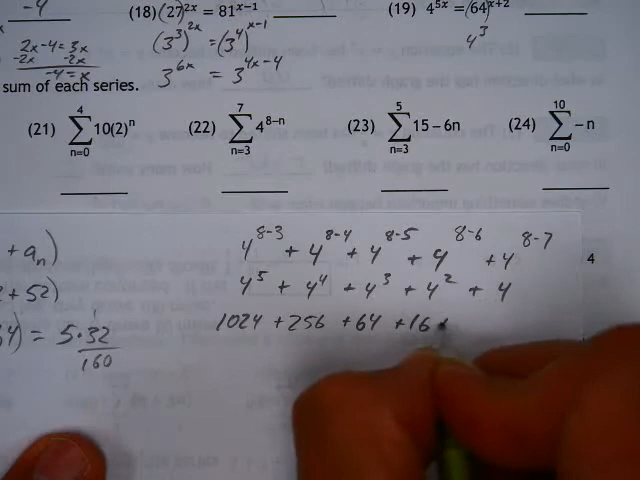 -4
(18) (27)^2x = 81^x-1
(19) 4^5x = (64)^x+2
2x-4=3x
-2x -2x
-4=x
(3^3)^2x = (3^4)^x-1
4^3
3^6x = 3^4x-4
sum of each series.
(21) 4 ∑ n=0 10(2)^n
(22) 7 ∑ n=3 4^8-n
(23) 5 ∑ n=3 15-6n
(24) 10 ∑ n=0 -n
+ a_n)
4^8-3 + 4^8-4 + 4^8-5 + 4^8-6 + 4^8-7
4
+ 52)
4^5 + 4^4 + 4^3 + 4^2 + 4
= 5·32
1024 + 256 + 64 + 16
160